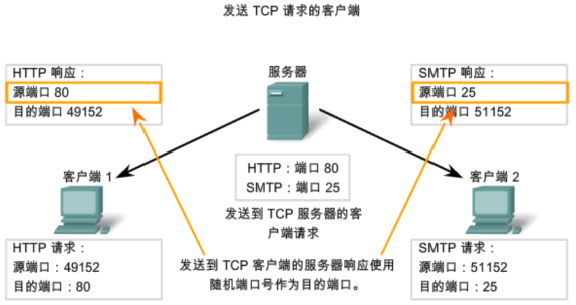 发送 TCP 请求的客户端
HTTP 响应：
源端口 80
目的端口 49152
服务器
SMTP 响应：
源端口 25
目的端口 51152
HTTP：端口 80
SMTP：端口 25
客户端 1
客户端 2
发送到 TCP 服务器的客
户端请求
HTTP 请求：
源端口：49152
目的端口：80
发送到 TCP 客户端的服务器响应使用
随机端口号作为目的端口。
SMTP 请求：
源端口：51152
目的端口：25